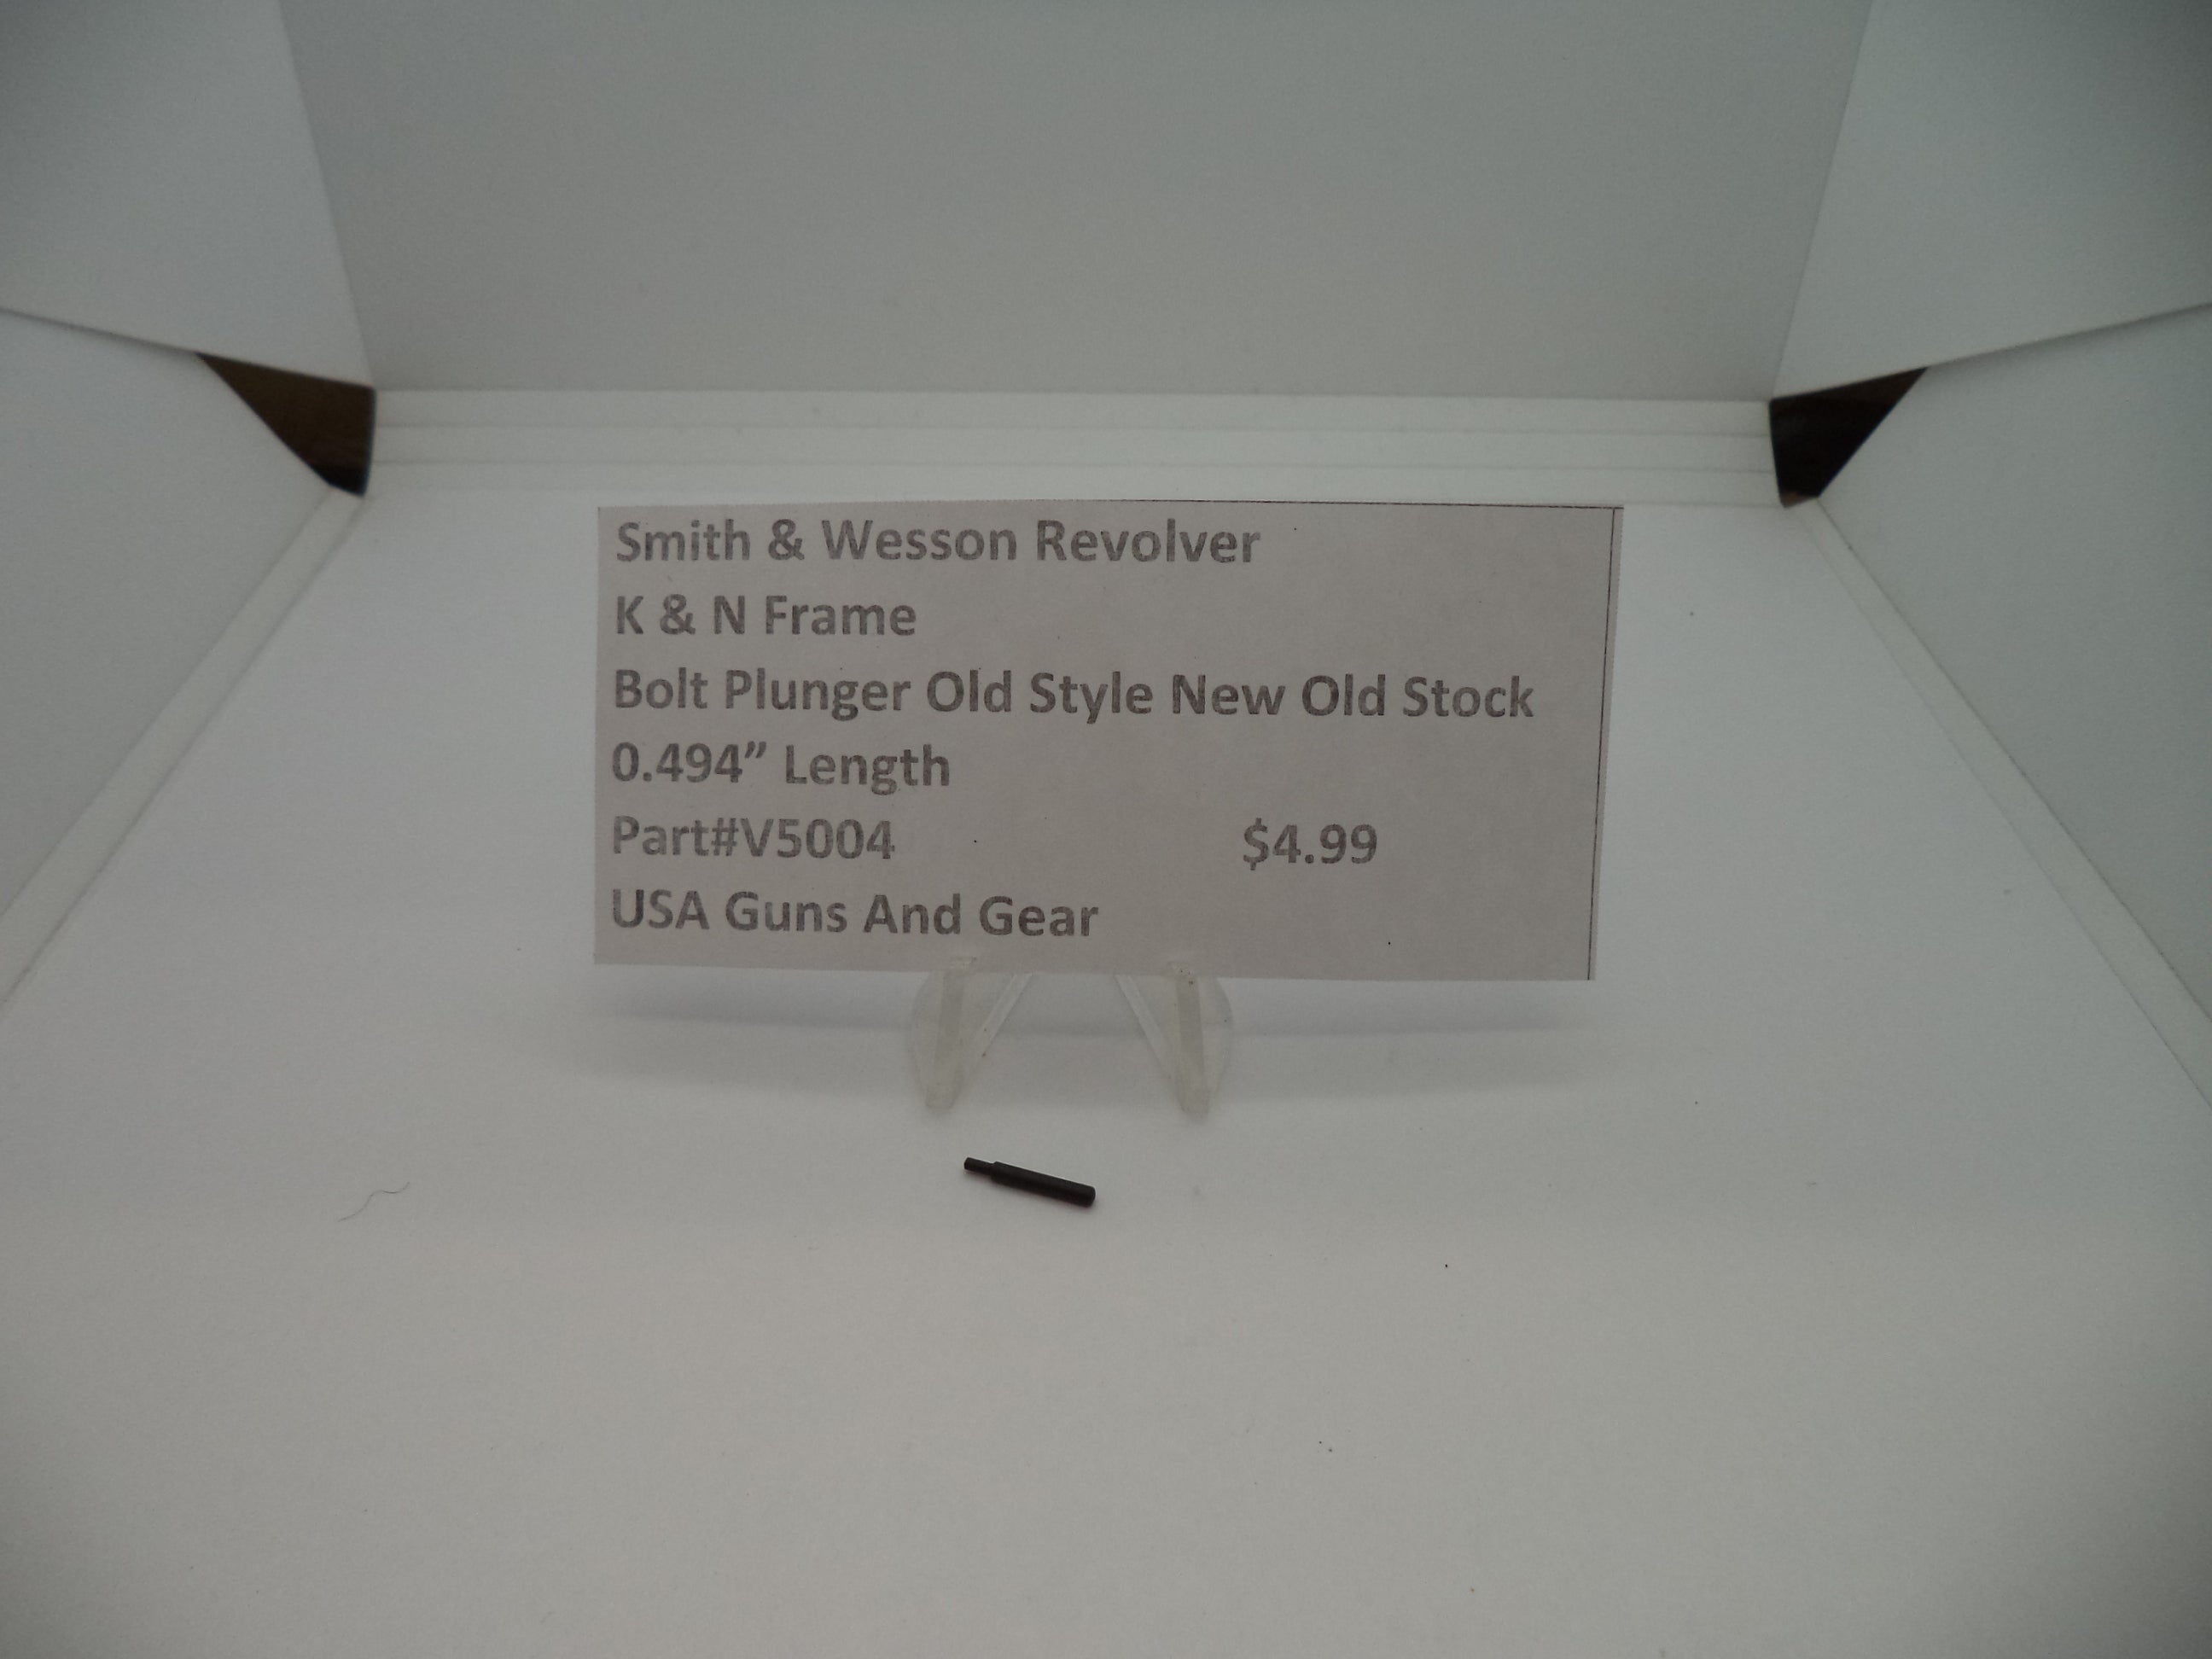 Smith & Wesson Revolver
K & N Frame
Bolt Plunger Old Style New Old Stock
0.494” Length
Part#V5004 $4.99
USA Guns And Gear